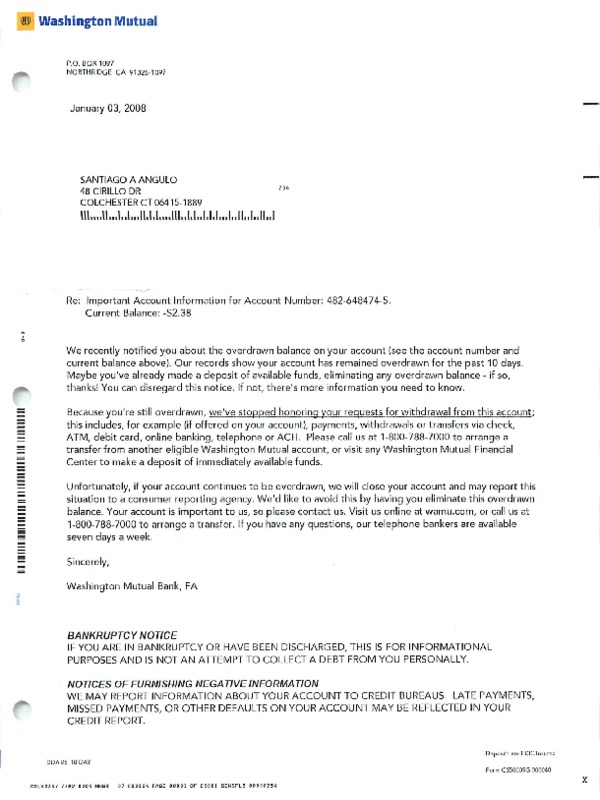 Washington Mutual
P.O. BOX 1097
NORTHRIDGE CA 91328-1097
January 03, 2008
SANTIAGO A ANGULO
48 CIRILLO DR
COLCHESTER CT 06415-1889
Re: Important Account Information for Account Number: 482-648474-5.
Current Balance: -$2.38
We recently notified you about the overdrawn balance on your account (see the account number and
current balance above). Our records show your account has remained overdrawn for the past 10 days.
Maybe you've already made a deposit of available funds, eliminating any overdrawn balance - if so,
thanks! You can disregard this notice. If not, there's more information you need to know.
Because you're still overdrawn, we've stopped honoring your requests for withdrawal from this account;
this includes, for example (if offered on your account), payments, withdrawals or transfers via check,
ATM, debit card, online banking, telephone or ACH. Please call us at 1-800-788-7000 to arrange a
transfer from another eligible Washington Mutual account, or visit any Washington Mutual Financial
Center to make a deposit of immediately available funds.
Unfortunately, if your account continues to be overdrawn, we will close your account and may report this
situation to a consumer reporting agency. We'd like to avoid this by having you eliminate this overdrawn
balance. Your account is important to us, so please contact us. Visit us online at wamu.com, or call us at
1-800-788-7000 to arrange a transfer. If you have any questions, our telephone bankers are available
seven days a week.
Sincerely,
Washington Mutual Bank, FA
BANKRUPTCY NOTICE
IF YOU ARE IN BANKRUPTCY OR HAVE BEEN DISCHARGED, THIS IS FOR INFORMATIONAL
PURPOSES AND IS NOT AN ATTEMPT TO COLLECT A DEBT FROM YOU PERSONALLY.
NOTICES OF FURNISHING NEGATIVE INFORMATION
WE MAY REPORT INFORMATION ABOUT YOUR ACCOUNT TO CREDIT BUREAUS. LATE PAYMENTS,
MISSED PAYMENTS, OR OTHER DEFAULTS ON YOUR ACCOUNT MAY BE REFLECTED IN YOUR
CREDIT REPORT.
Deposits are FDIC Insured
10 DAY
Form
X